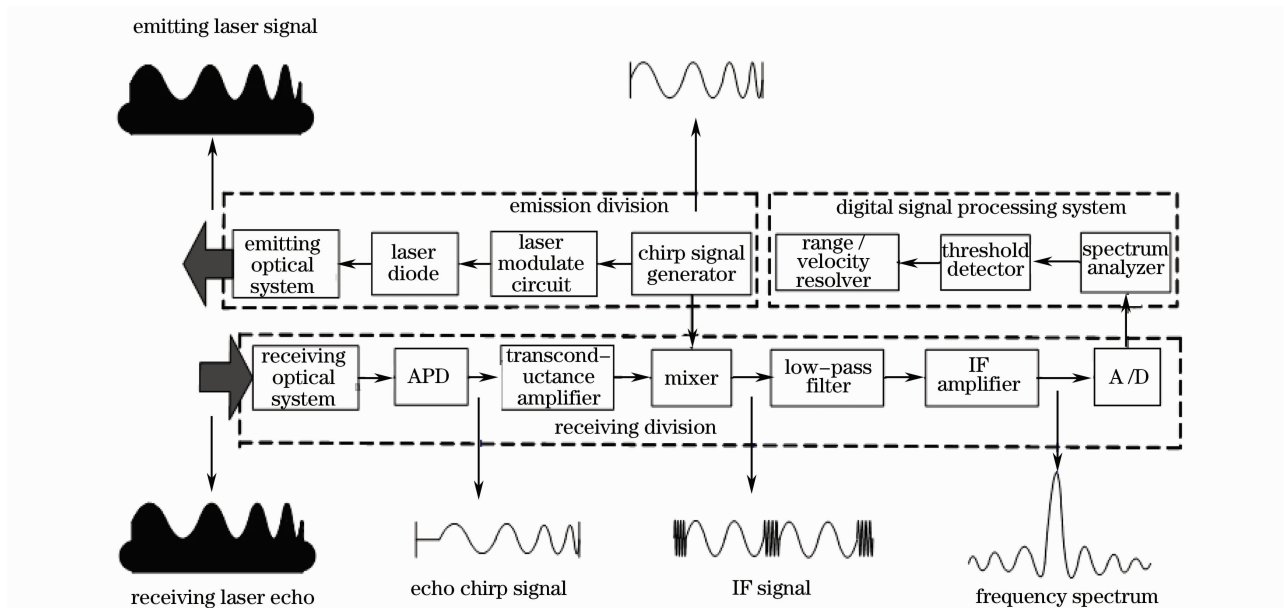 emitting laser signal
emission division
digital signal processing system
emitting
optical
system
laser
diode
laser
modulate
circuit
chirp signal
generator
range /
velocity
resolver
threshold
detector
spectrum
analyzer
receiving
optical
system
APD
transcond-
uctance
amplifier
mixer
low-pass
filter
IF
amplifier
A /D
receiving division
receiving laser echo
echo chirp signal
IF signal
frequency spectrum